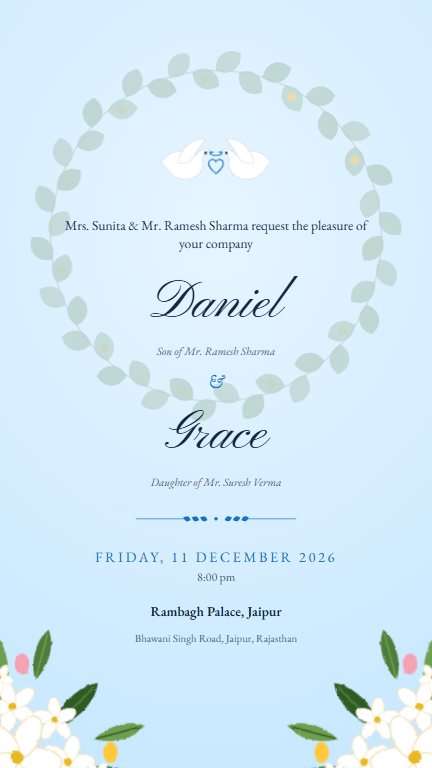 Mrs. Sunita & Mr. Ramesh Sharma request the pleasure of
your company
Daniel
Son of Mr. Ramesh Sharma
&
Grace
Daughter of Mr. Suresh Verma
FRIDAY, 11 DECEMBER 2026
8:00 pm
Rambagh Palace, Jaipur
Bhawani Singh Road, Jaipur, Rajasthan